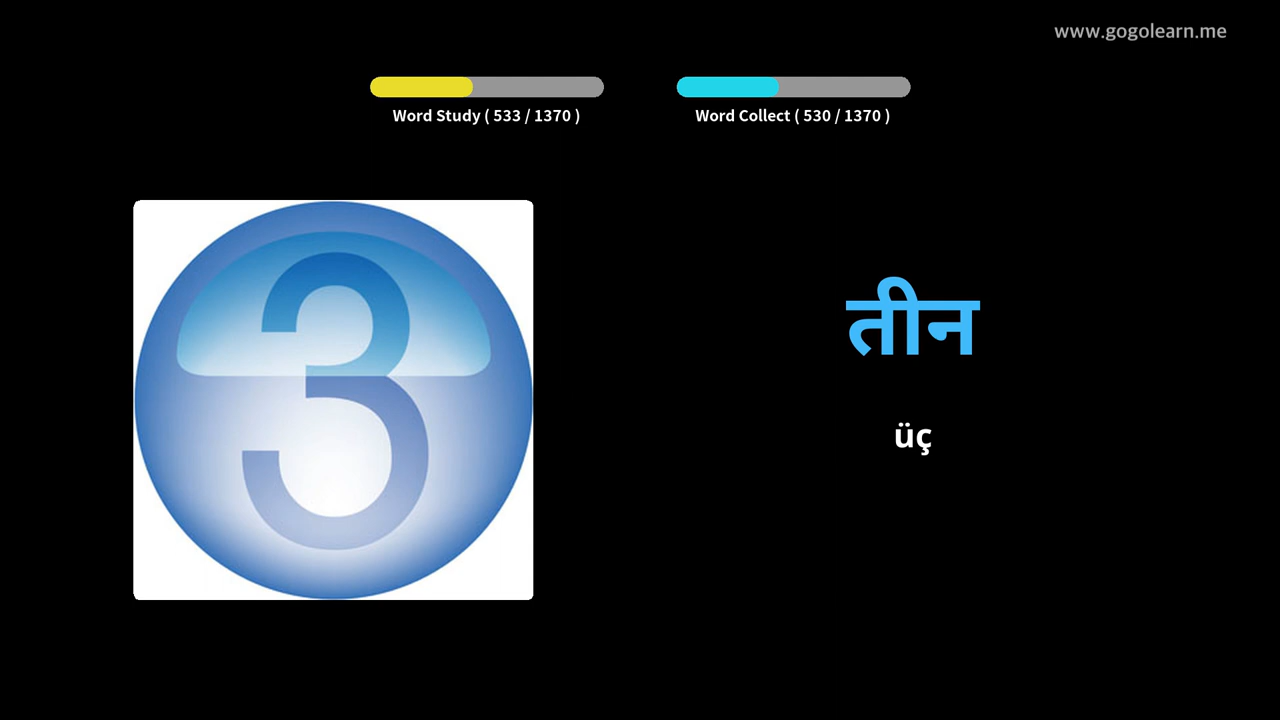 www.gogolearn.me
Word Study ( 533 / 1370 )
Word Collect ( 530 / 1370 )
3
तीन
üç